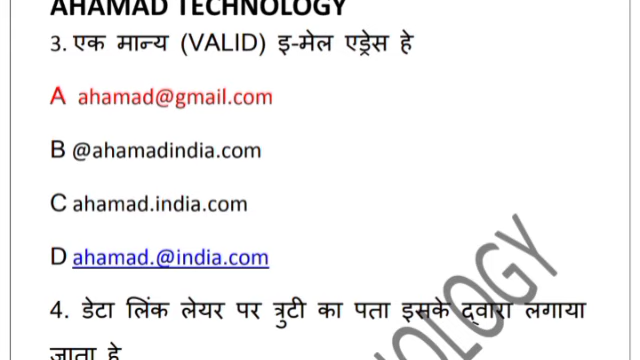 AHAMAD TECHNOLOGY
3. एक मान्य (VALID) इ-मेल एड्रेस हे
A ahamad@gmail.com
B @ahamadindia.com
C ahamad.india.com
D ahamad.@india.com
4. डेटा लिंक लेयर पर त्रुटी का पता इसके द्वारा लगाया
जाता हे